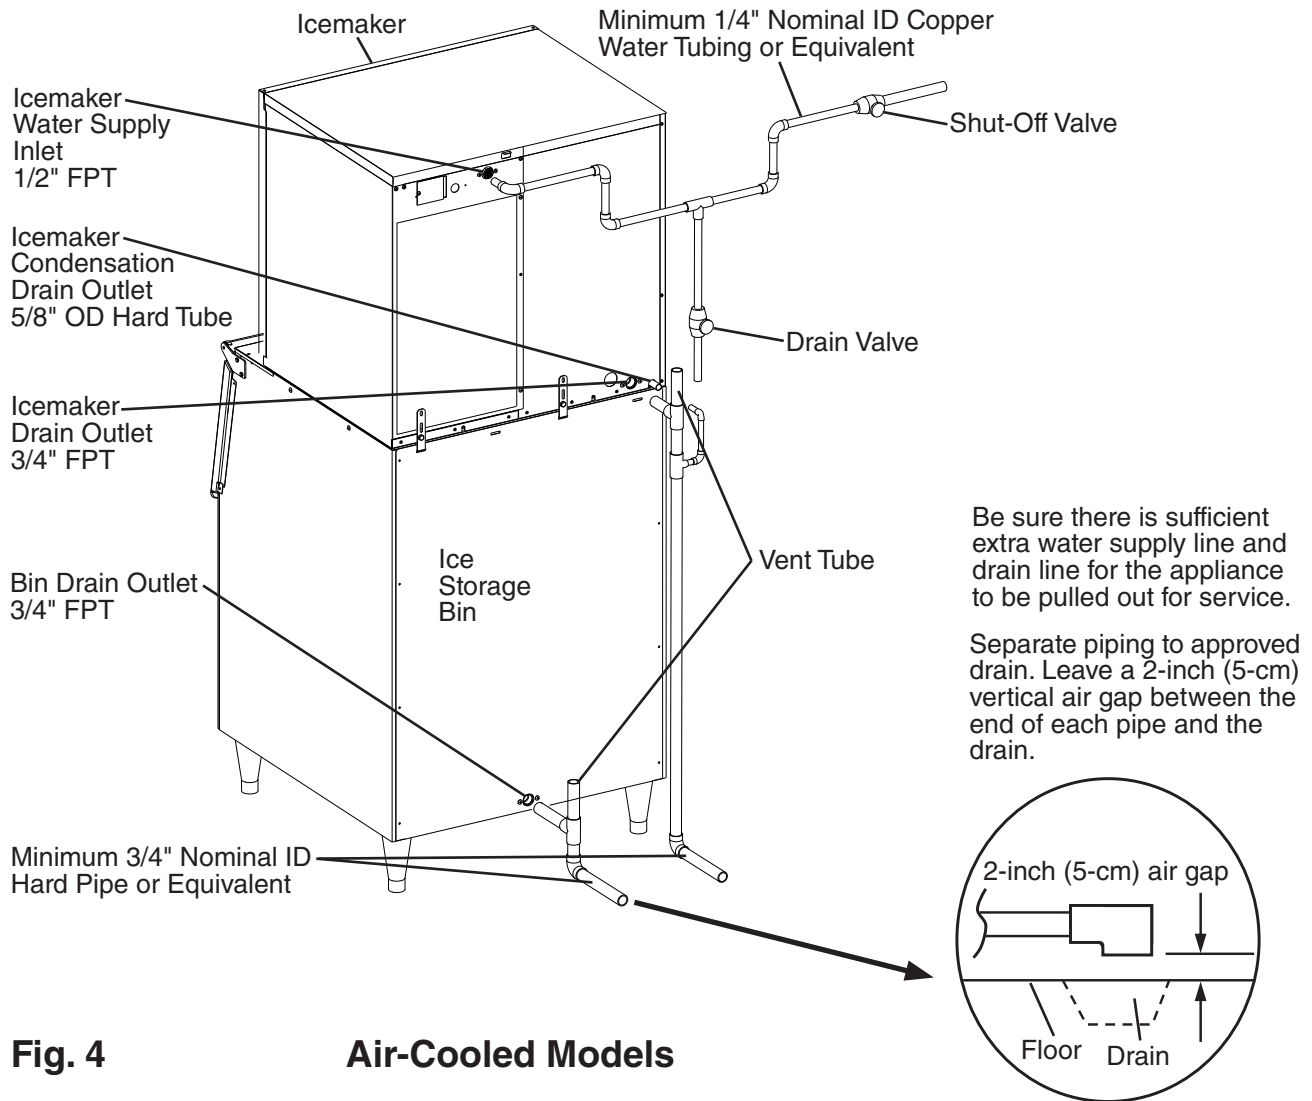 Icemaker
Minimum 1/4" Nominal ID Copper
Water Tubing or Equivalent
Icemaker
Water Supply
Inlet
1/2" FPT
Shut-Off Valve
Icemaker
Condensation
Drain Outlet
5/8" OD Hard Tube
Drain Valve
Icemaker
Drain Outlet
3/4" FPT
Bin Drain Outlet
3/4" FPT
Ice
Storage
Bin
Vent Tube
Be sure there is sufficient
extra water supply line and
drain line for the appliance
to be pulled out for service.
Separate piping to approved
drain. Leave a 2-inch (5-cm)
vertical air gap between the
end of each pipe and the
drain.
Minimum 3/4" Nominal ID
Hard Pipe or Equivalent
2-inch (5-cm) air gap
Floor
Drain
Fig. 4
Air-Cooled Models